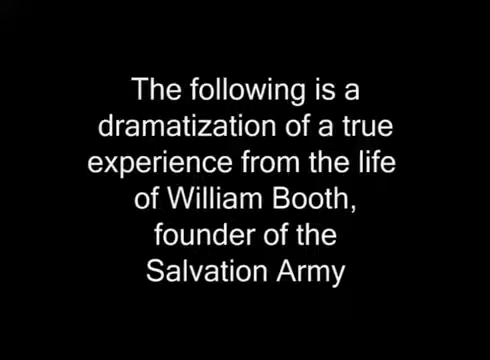 The following is a
dramatization of a true
experience from the life
of William Booth,
founder of the
Salvation Army